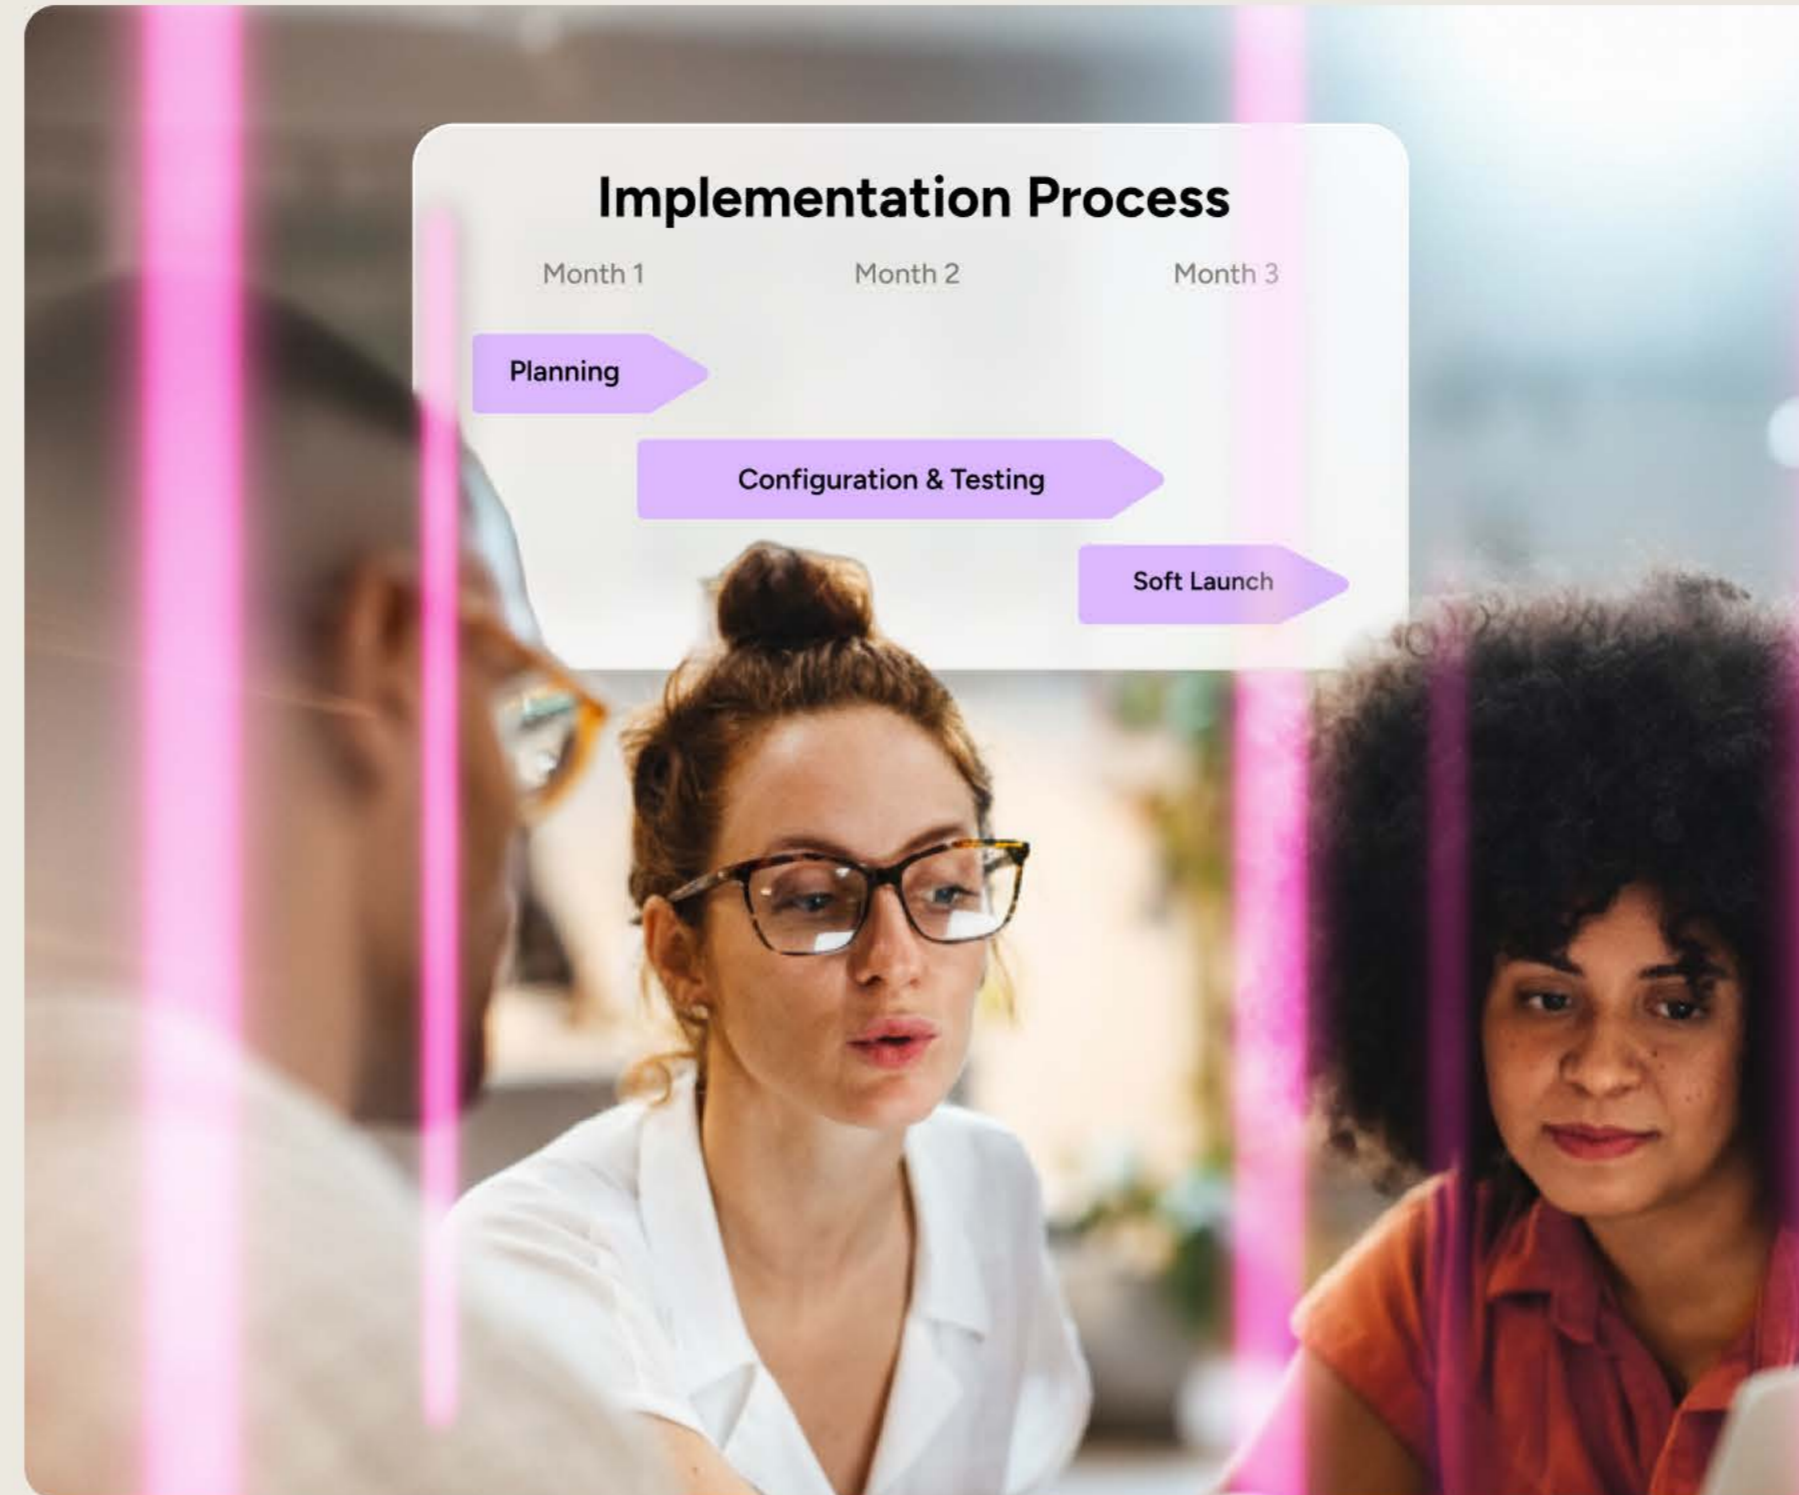 Implementation Process
Month 1 Month 2 Month 3
Planning
Configuration & Testing
Soft Launch